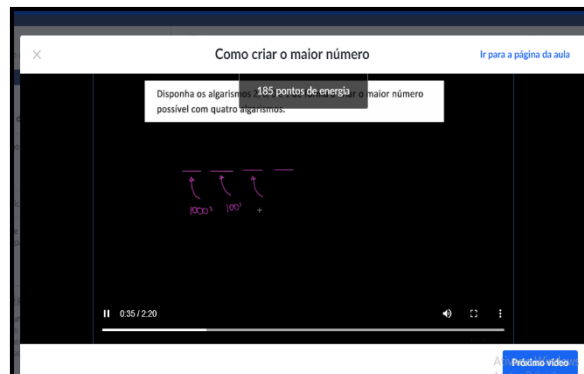 Como criar o maior número
Ir para a página da aula
Disponha os algarismos
maior número
185 pontos de energia
possível com quatro algarismos.
1000's 100's
0:35 / 2:20
Próximo vídeo